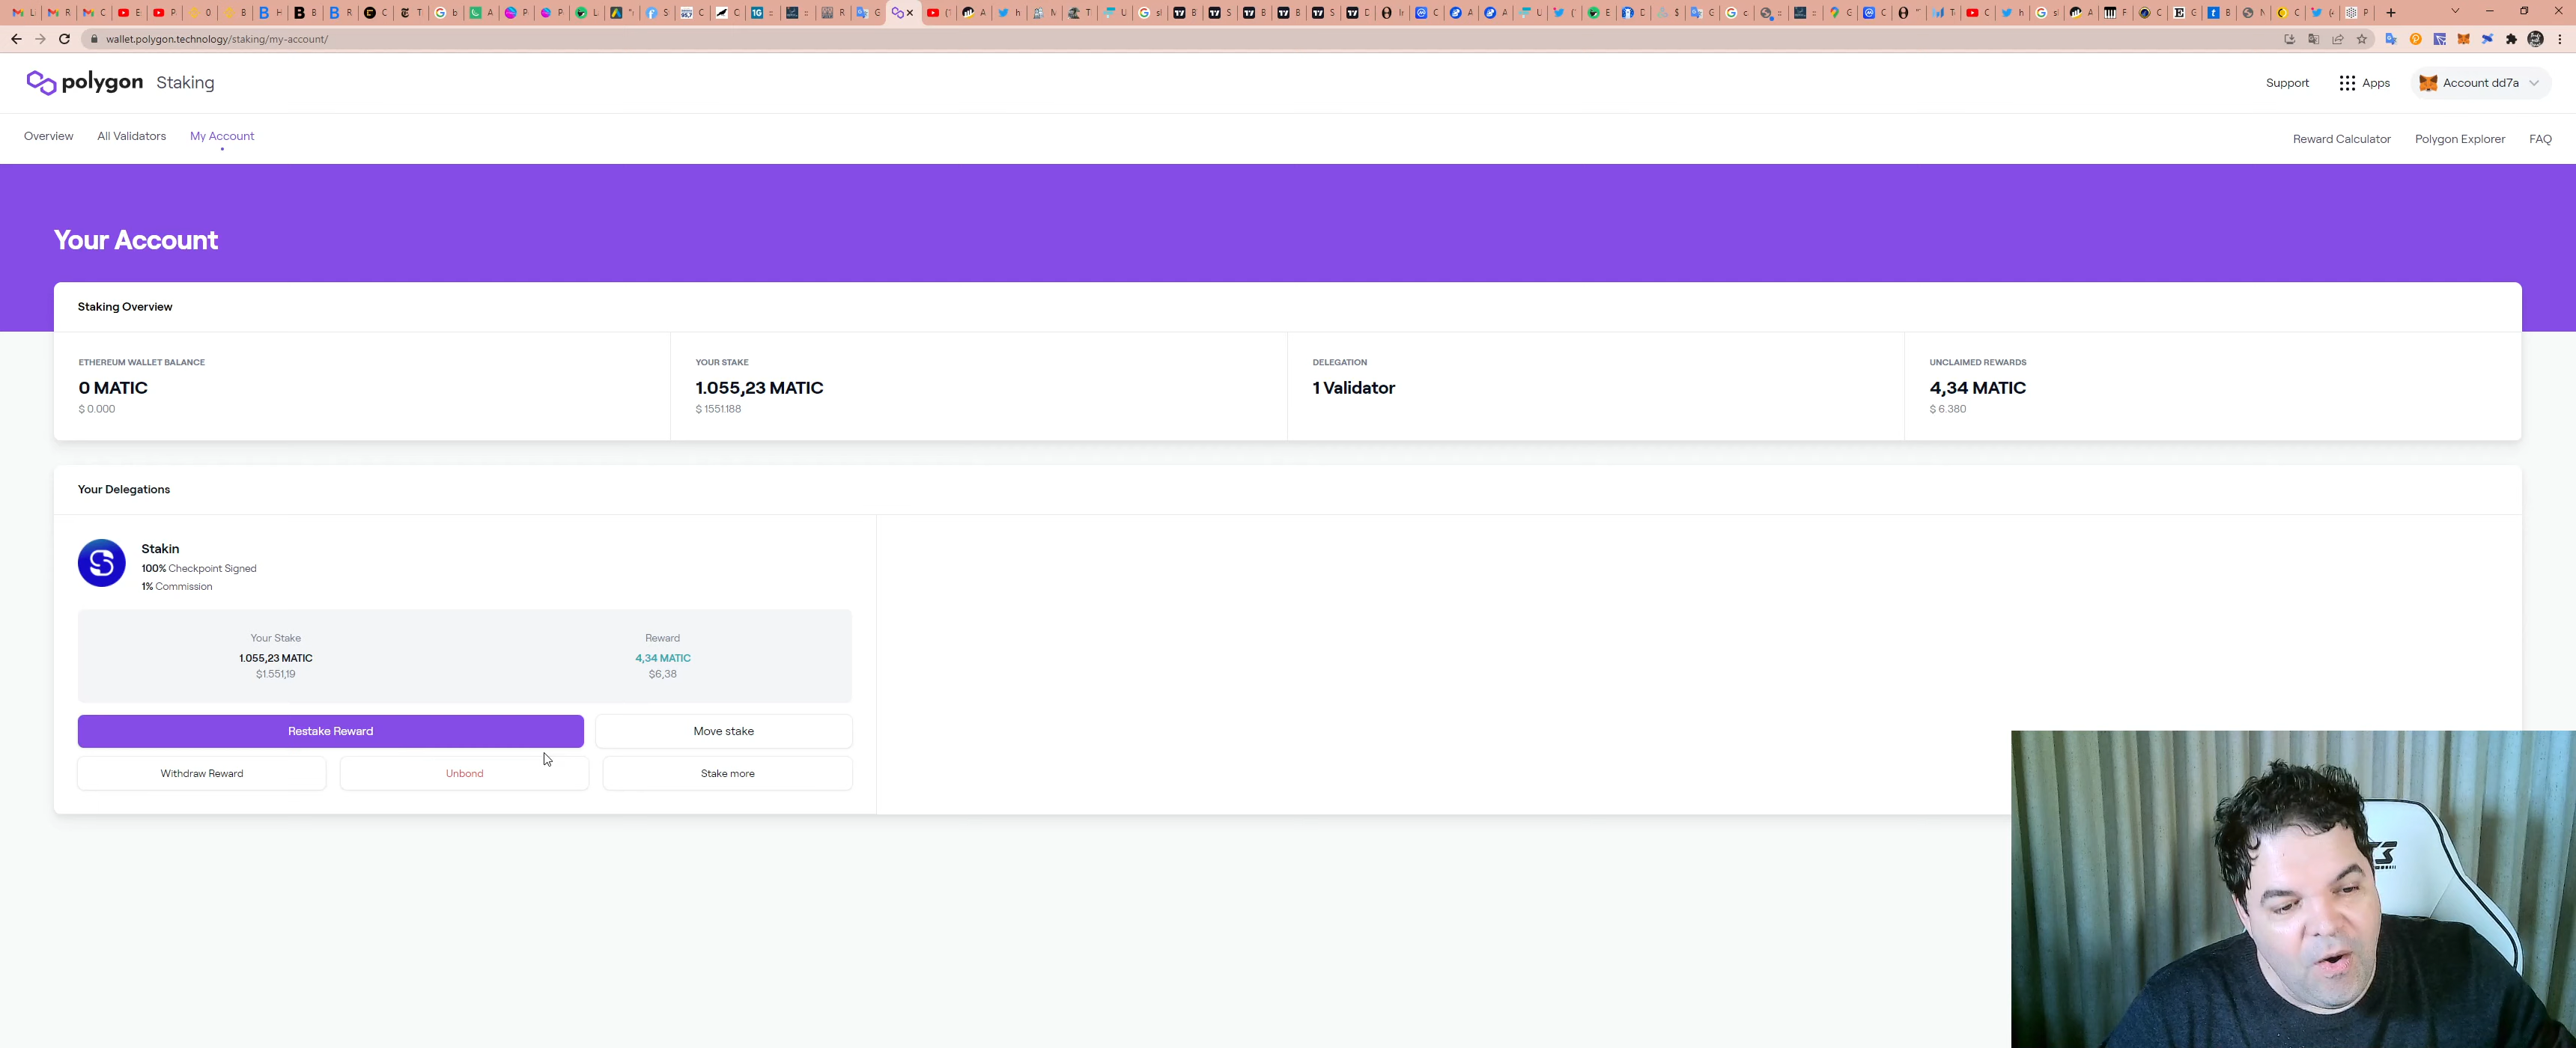 wallet.polygon.technology/staking/my-account/
polygon Staking
Support
Apps
Account dd7a
Overview
All Validators
My Account
Reward Calculator
Polygon Explorer
FAQ
Your Account
Staking Overview
ETHEREUM WALLET BALANCE
0 MATIC
$ 0.000
YOUR STAKE
1.055,23 MATIC
$ 1551.188
DELEGATION
1 Validator
UNCLAIMED REWARDS
4,34 MATIC
$ 6.380
Your Delegations
Stakin
100% Checkpoint Signed
1% Commission
Your Stake
1.055,23 MATIC
$1.551,19
Reward
4,34 MATIC
$6,38
Restake Reward
Move stake
Withdraw Reward
Unbond
Stake more